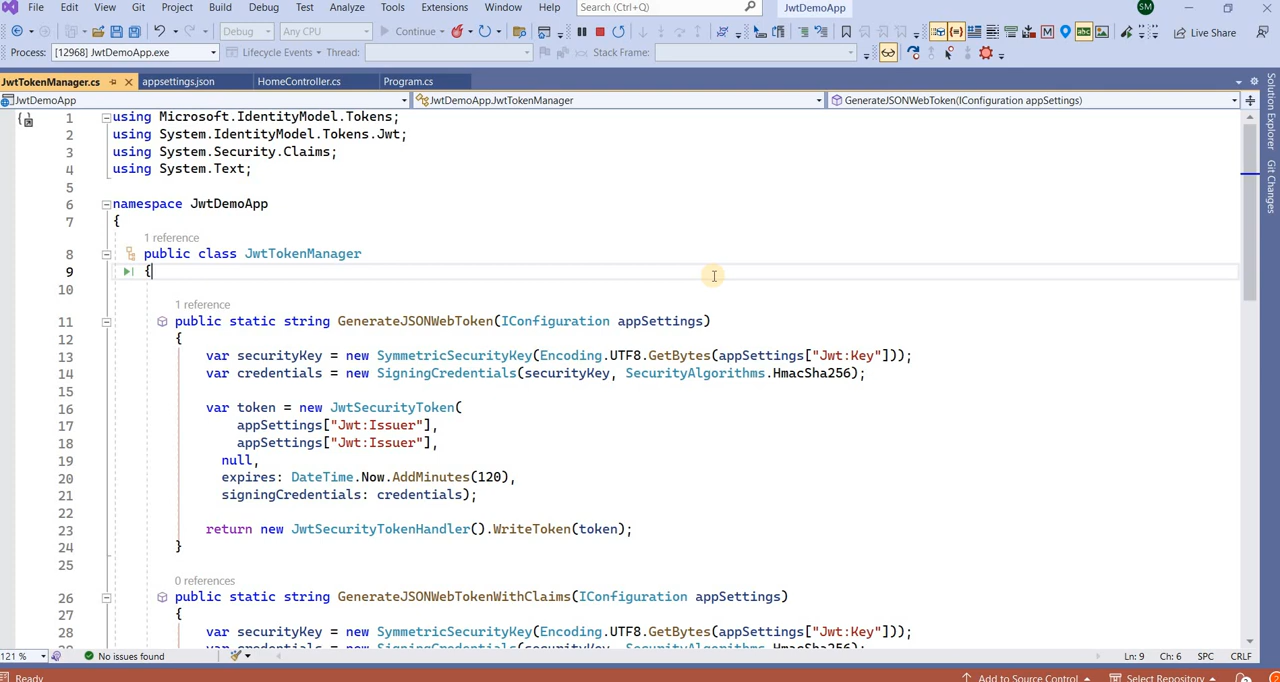 File Edit View Git Project Build Debug Test Analyze Tools Extensions Window Help Search (Ctrl+Q) JwtDemoApp SM
Debug Any CPU Continue Live Share
Process: [12968] JwtDemoApp.exe Lifecycle Events Thread: Stack Frame:
JwtTokenManager.cs appsettings.json HomeController.cs Program.cs
JwtDemoApp JwtDemoApp.JwtTokenManager GenerateJSONWebToken(IConfiguration appSettings)
Solution Explorer
Git Changes
1 using Microsoft.IdentityModel.Tokens;
2 using System.IdentityModel.Tokens.Jwt;
3 using System.Security.Claims;
4 using System.Text;
5
6 namespace JwtDemoApp
7 {
1 reference
8 public class JwtTokenManager
9 {
10
1 reference
11 public static string GenerateJSONWebToken(IConfiguration appSettings)
12 {
13 var securityKey = new SymmetricSecurityKey(Encoding.UTF8.GetBytes(appSettings["Jwt:Key"]));
14 var credentials = new SigningCredentials(securityKey, SecurityAlgorithms.HmacSha256);
15
16 var token = new JwtSecurityToken(
17 appSettings["Jwt:Issuer"],
18 appSettings["Jwt:Issuer"],
19 null,
20 expires: DateTime.Now.AddMinutes(120),
21 signingCredentials: credentials);
22
23 return new JwtSecurityTokenHandler().WriteToken(token);
24 }
25
0 references
26 public static string GenerateJSONWebTokenWithClaims(IConfiguration appSettings)
27 {
28 var securityKey = new SymmetricSecurityKey(Encoding.UTF8.GetBytes(appSettings["Jwt:Key"]));
121 % No issues found Ln: 9 Ch: 6 SPC CRLF
Ready Add to Source Control Select Repository